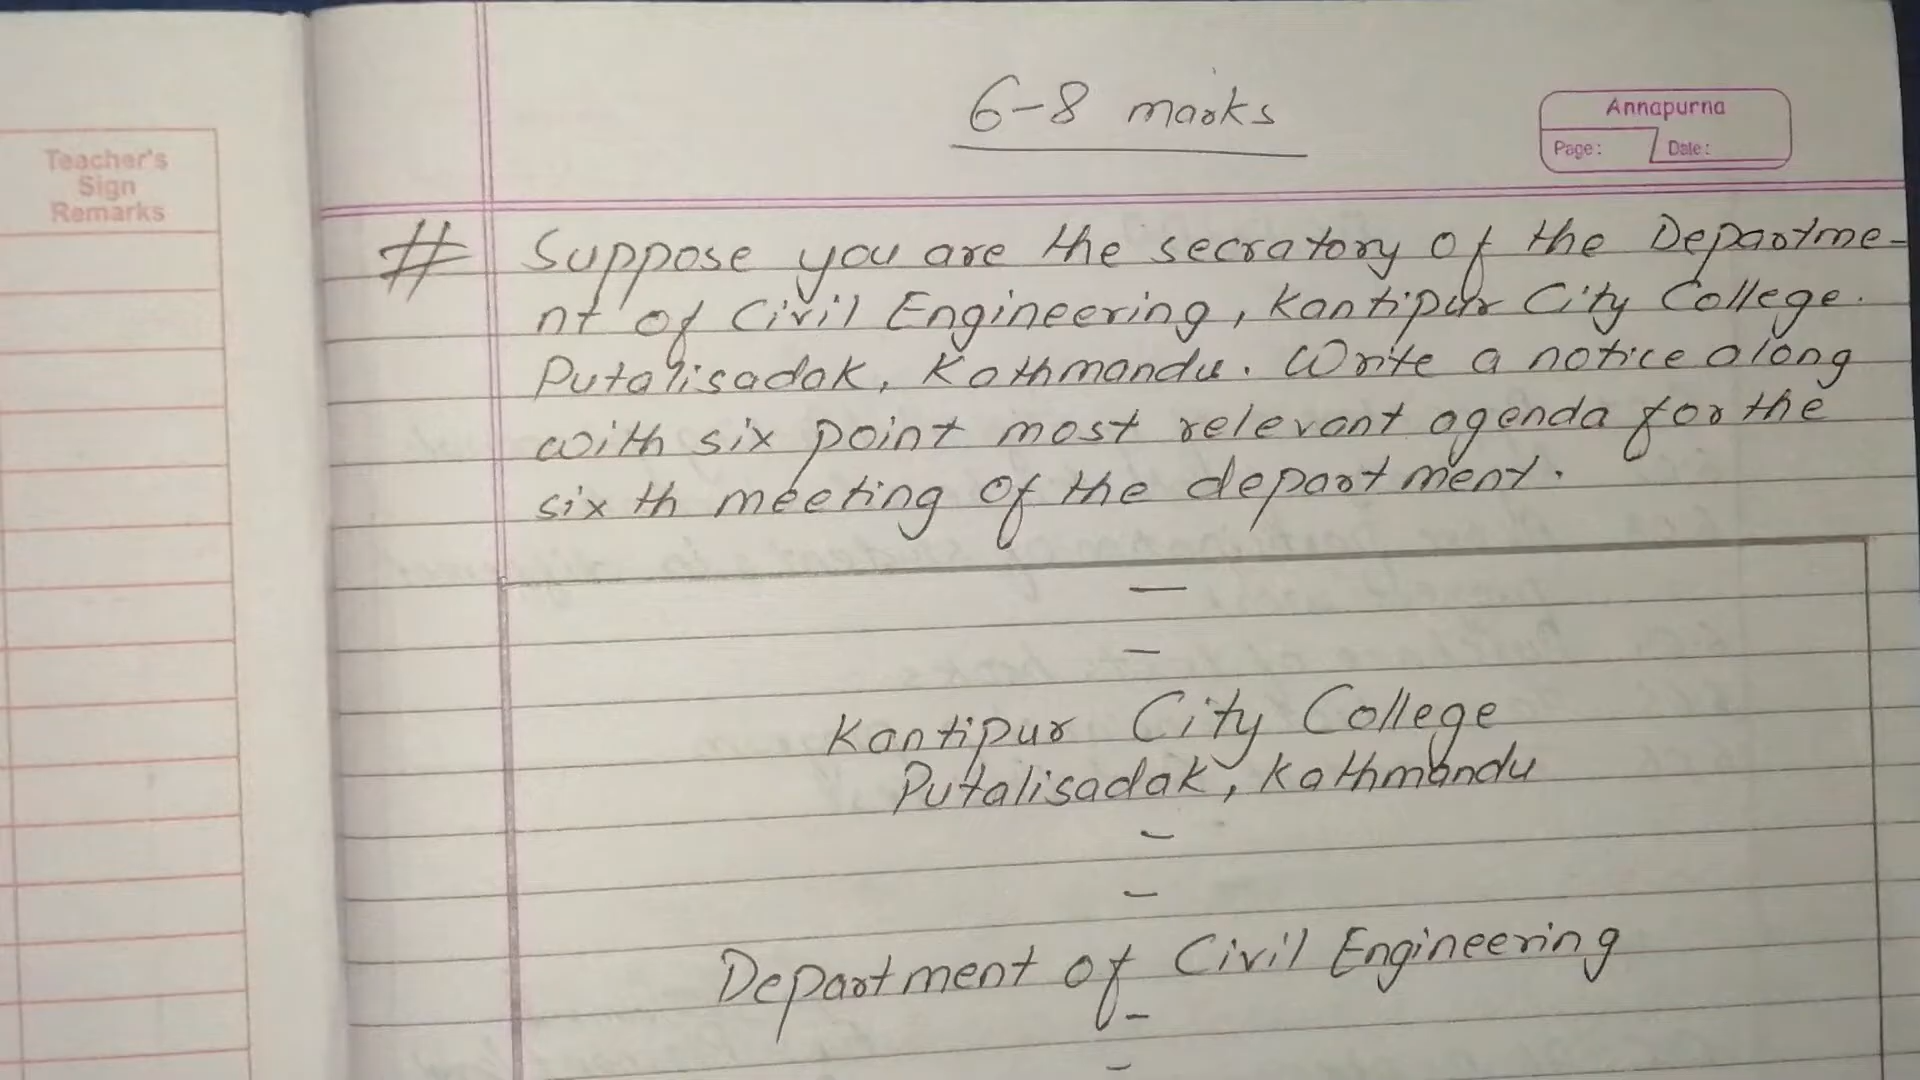 6-8 marks
Annapurna
Page: Date:
Teacher's
Sign
Remarks
# Suppose you are the secratory of the Departme-
nt of Civil Engineering, Kantipur City College.
Putalisadak, Kathmandu. Write a notice along
with six point most relevant agenda for the
sixth meeting of the department.
Kantipur City College
Putalisadak, Kathmandu
Department of Civil Engineering